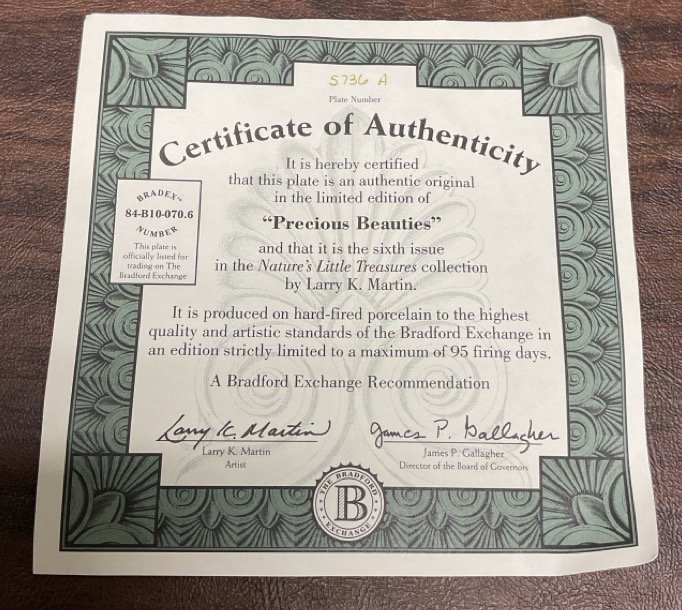 5736 A
Plate Number
Certificate of Authenticity
It is hereby certified
that this plate is an authentic original
in the limited edition of
“Precious Beauties”
and that it is the sixth issue
in the Nature's Little Treasures collection
by Larry K. Martin.
BRADEX™
84-B10-070.6
NUMBER
This plate is
officially listed for
trading on The
Bradford Exchange
It is produced on hard-fired porcelain to the highest
quality and artistic standards of the Bradford Exchange in
an edition strictly limited to a maximum of 95 firing days.
A Bradford Exchange Recommendation
Larry K. Martin
Larry K. Martin
Artist
James P. Gallagher
James P. Gallagher
Director of the Board of Governors
THE BRADFORD
B
EXCHANGE